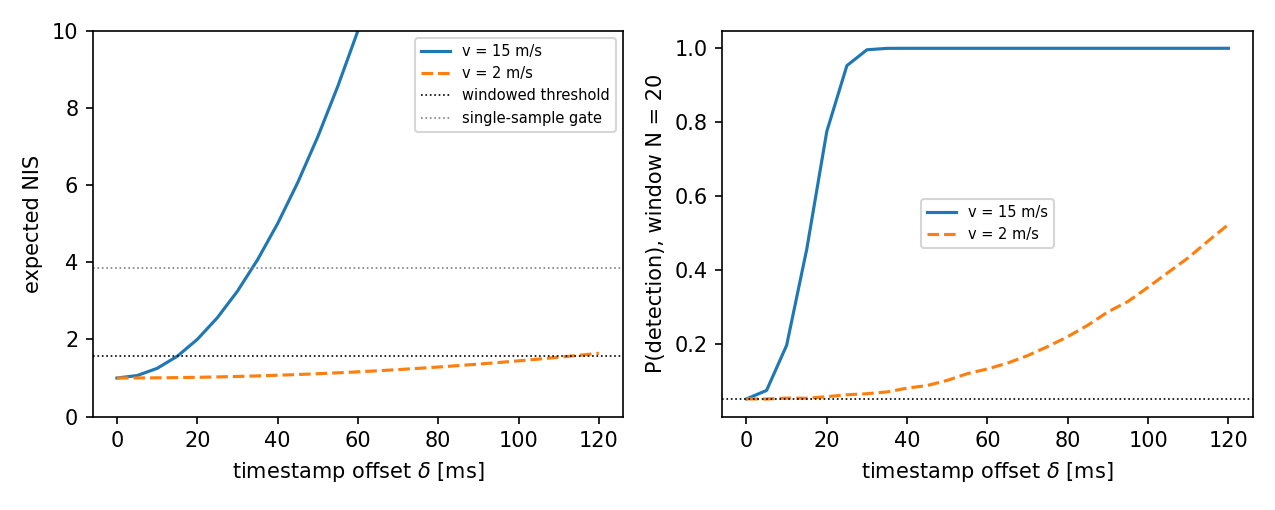 expected NIS
10
8
6
4
2
0
0
20
40
60
80
100
120
timestamp offset δ [ms]
v = 15 m/s
v = 2 m/s
windowed threshold
single-sample gate
P(detection), window N = 20
1.0
0.8
0.6
0.4
0.2
0
20
40
60
80
100
120
timestamp offset δ [ms]
v = 15 m/s
v = 2 m/s